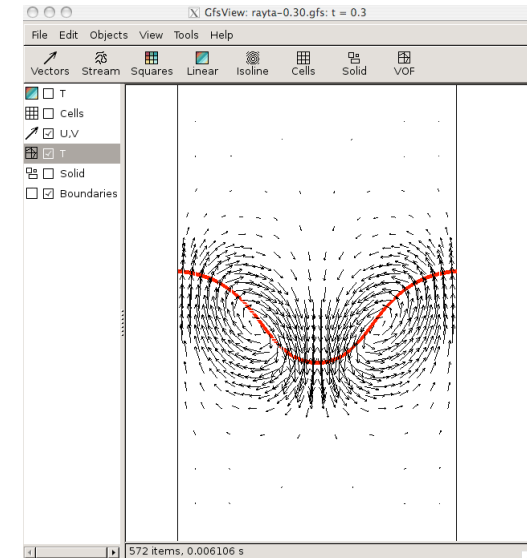 GfsView: rayta-0.30.gfs: t = 0.3
File Edit Objects View Tools Help
Vectors Stream Squares Linear Isoline Cells Solid VOF
T
Cells
U,V
T
Solid
Boundaries
572 items, 0.006106 s